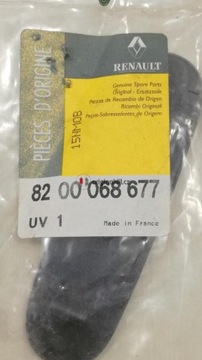 RENAULT
PIECES D'ORIGINE
Genuine Spare Parts
Original - Ersatzteile
Piezas de Recambio de Origen
Ricambi Originali
Peças-Sobressalentes de Origem
15NMOB
82 00 068 677
UV 1
Made in France